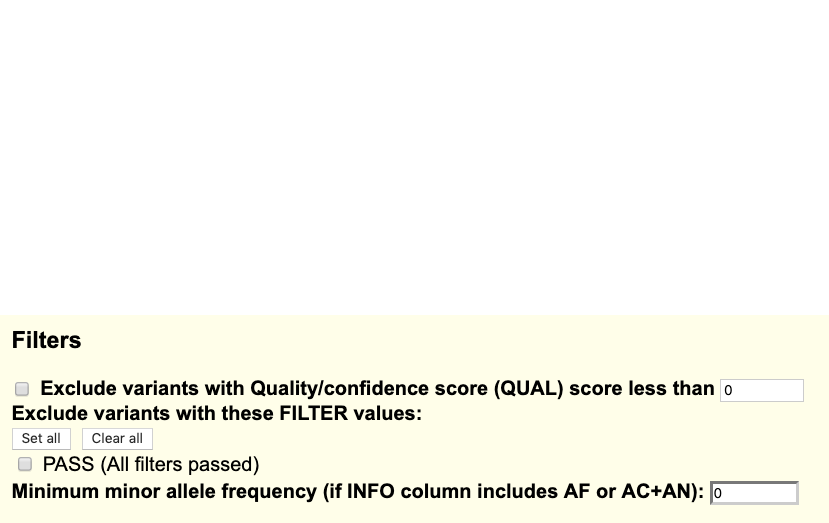 Filters
Exclude variants with Quality/confidence score (QUAL) score less than 0
Exclude variants with these FILTER values:
Set all Clear all
PASS (All filters passed)
Minimum minor allele frequency (if INFO column includes AF or AC+AN): 0